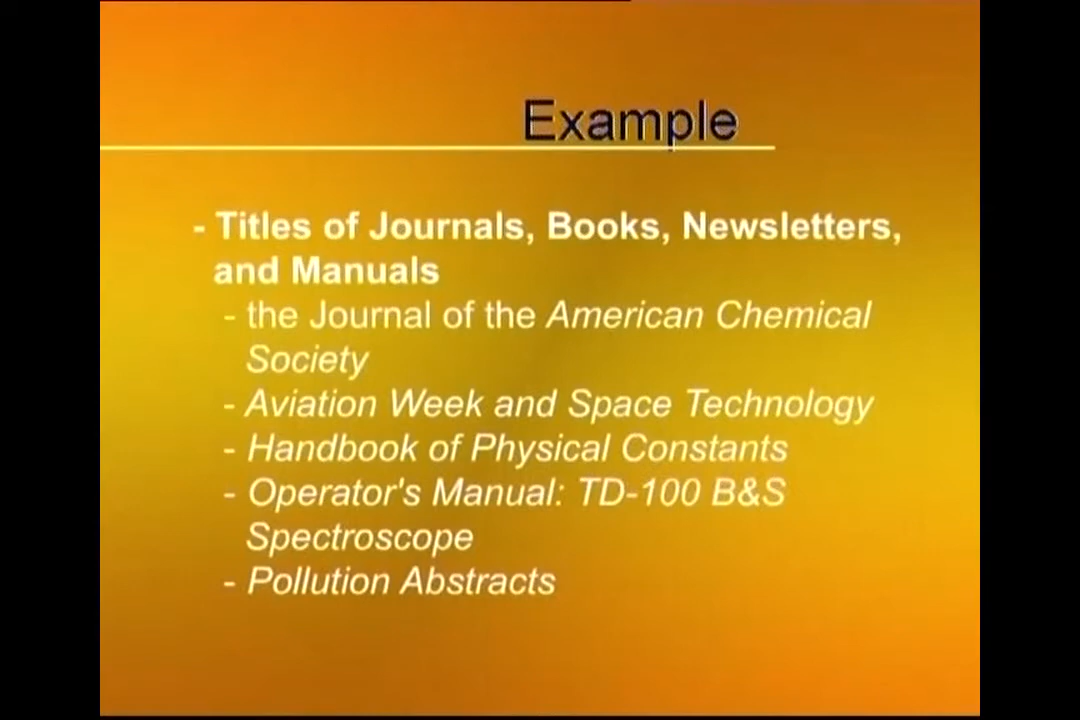 Example
- Titles of Journals, Books, Newsletters,
and Manuals
- the Journal of the American Chemical
Society
- Aviation Week and Space Technology
- Handbook of Physical Constants
- Operator's Manual: TD-100 B&S
Spectroscope
- Pollution Abstracts